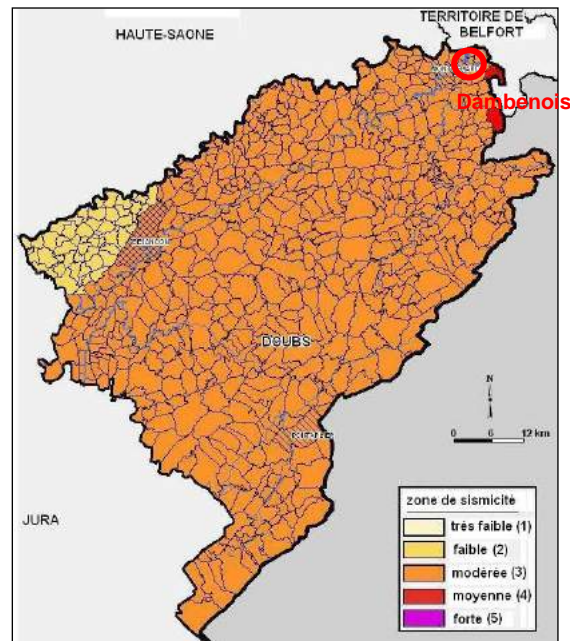 TERRITOIRE DE
BELFORT
HAUTE-SAONE
Dambenois
DOUBS
N
0 6 12 km
JURA
zone de sismicité
très faible (1)
faible (2)
modérée (3)
moyenne (4)
forte (5)